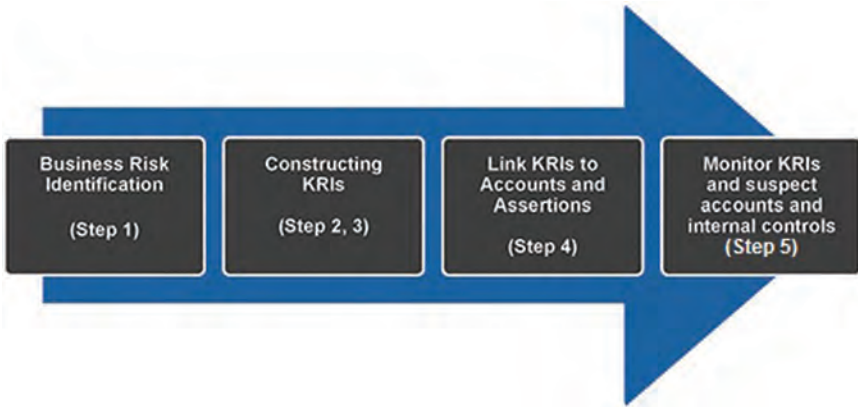 Business Risk
Identification
(Step 1)
Constructing
KRIs
(Step 2, 3)
Link KRIs to
Accounts and
Assertions
(Step 4)
Monitor KRIs
and suspect
accounts and
internal controls
(Step 5)